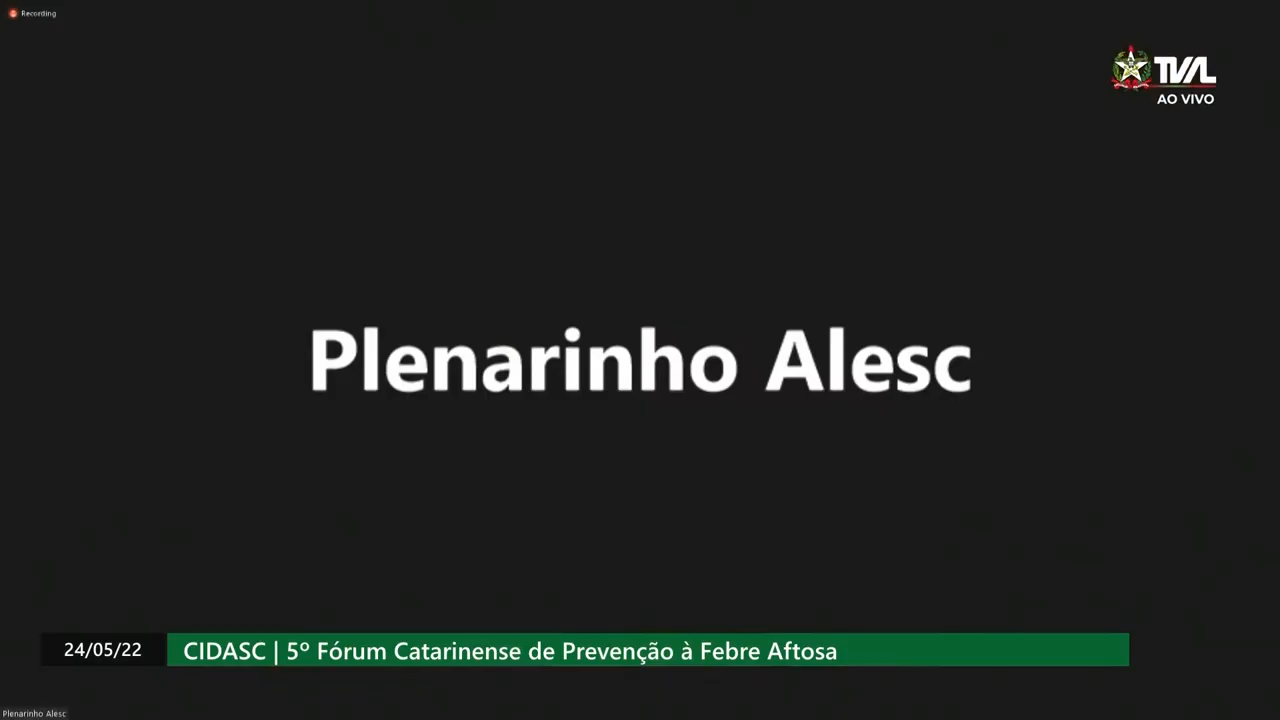 Recording
TVAL
AO VIVO
Plenarinho Alesc
24/05/22
CIDASC | 5º Fórum Catarinense de Prevenção à Febre Aftosa
Plenarinho Alesc